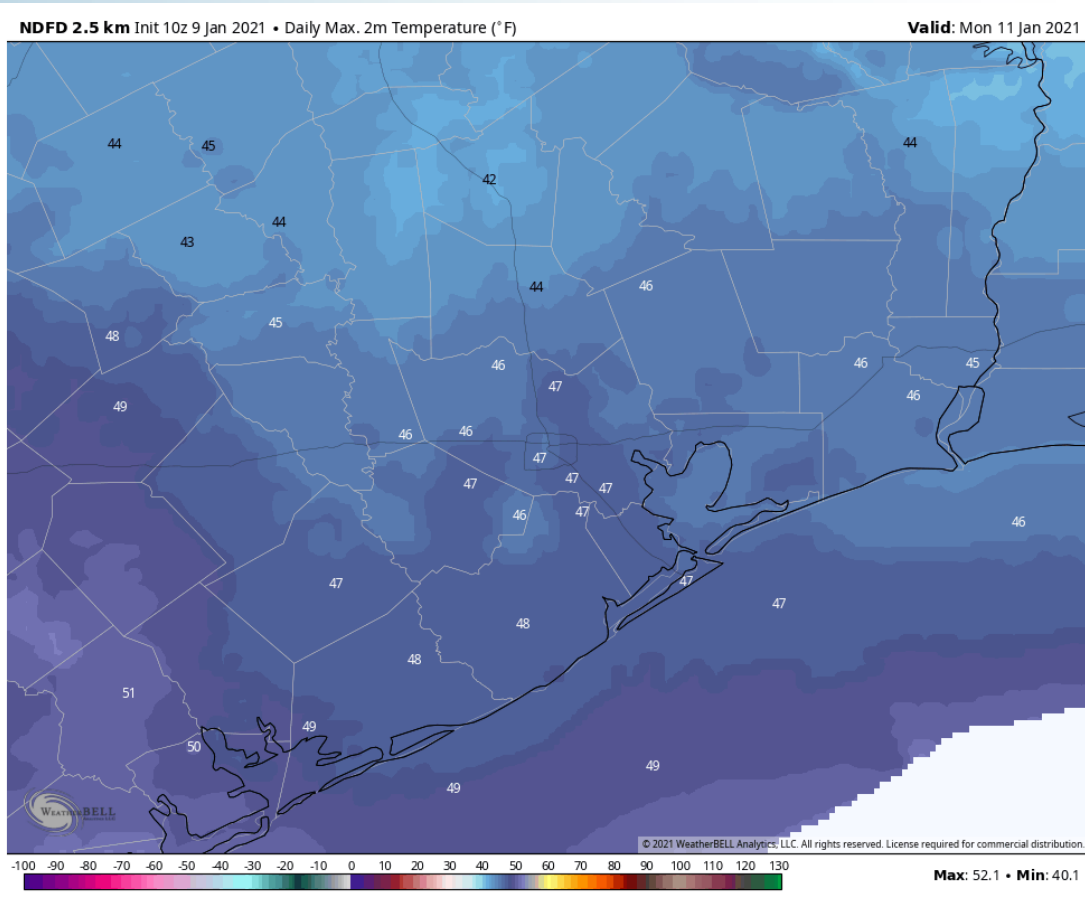 NDFD 2.5 km Init 10z 9 Jan 2021 • Daily Max. 2m Temperature (°F) Valid: Mon 11 Jan 2021
44 45 44
42
44
43
44 46
45
48 46 46 45
47 46
49
46 46
47
47 47 47
46 47 46
47 47
47
48
48
51
49
50
49
49
WEATHERBELL
© 2021 WeatherBELL Analytics, LLC. All rights reserved. License required for commercial distribution.
-100 -90 -80 -70 -60 -50 -40 -30 -20 -10 0 10 20 30 40 50 60 70 80 90 100 110 120 130
Max: 52.1 • Min: 40.1